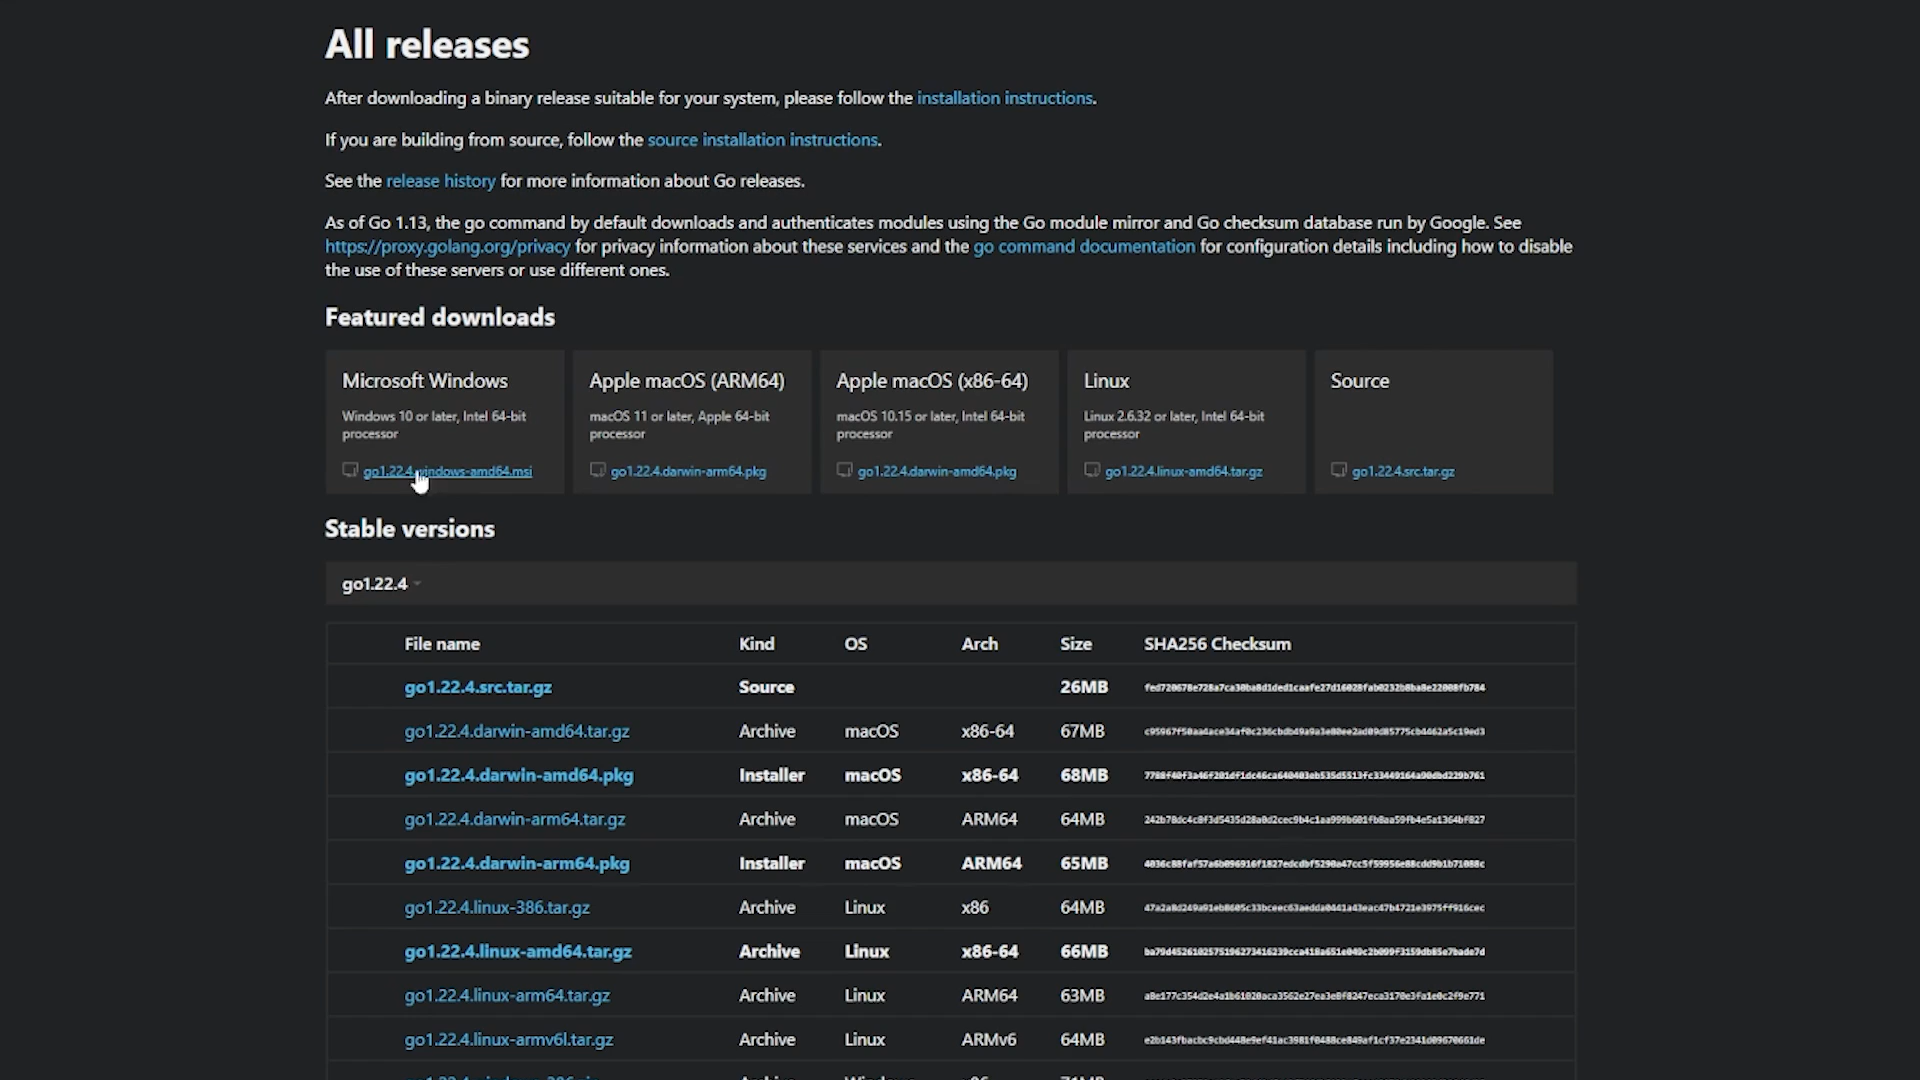 All releases
After downloading a binary release suitable for your system, please follow the installation instructions.
If you are building from source, follow the source installation instructions.
See the release history for more information about Go releases.
As of Go 1.13, the go command by default downloads and authenticates modules using the Go module mirror and Go checksum database run by Google. See
https://proxy.golang.org/privacy for privacy information about these services and the go command documentation for configuration details including how to disable
the use of these servers or use different ones.
Featured downloads
Microsoft Windows
Windows 10 or later, Intel 64-bit
processor
go1.22.4.windows-amd64.msi
Apple macOS (ARM64)
macOS 11 or later, Apple 64-bit
processor
go1.22.4.darwin-arm64.pkg
Apple macOS (x86-64)
macOS 10.15 or later, Intel 64-bit
processor
go1.22.4.darwin-amd64.pkg
Linux
Linux 2.6.32 or later, Intel 64-bit
processor
go1.22.4.linux-amd64.tar.gz
Source
go1.22.4.src.tar.gz
Stable versions
go1.22.4
File name Kind OS Arch Size SHA256 Checksum
go1.22.4.src.tar.gz Source 26MB
go1.22.4.darwin-amd64.tar.gz Archive macOS x86-64 67MB
go1.22.4.darwin-amd64.pkg Installer macOS x86-64 68MB
go1.22.4.darwin-arm64.tar.gz Archive macOS ARM64 64MB
go1.22.4.darwin-arm64.pkg Installer macOS ARM64 65MB
go1.22.4.linux-386.tar.gz Archive Linux x86 64MB
go1.22.4.linux-amd64.tar.gz Archive Linux x86-64 66MB
go1.22.4.linux-arm64.tar.gz Archive Linux ARM64 63MB
go1.22.4.linux-armv6l.tar.gz Archive Linux ARMv6 64MB